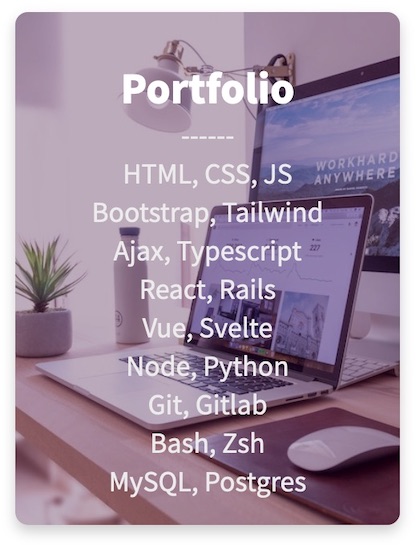 Portfolio
------
HTML, CSS, JS
Bootstrap, Tailwind
Ajax, Typescript
React, Rails
Vue, Svelte
Node, Python
Git, Gitlab
Bash, Zsh
MySQL, Postgres
WORKHARD
ANYWHERE
227